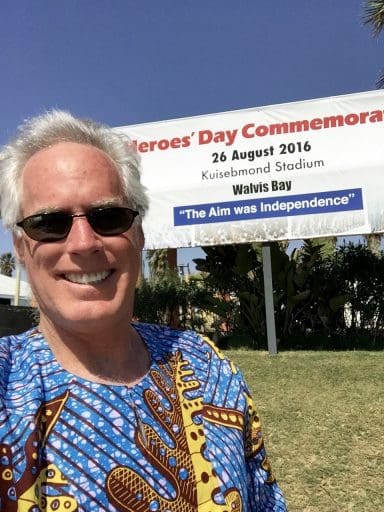 Heroes' Day Commemora
26 August 2016
Kuisebmond Stadium
Walvis Bay
"The Aim was Independence"